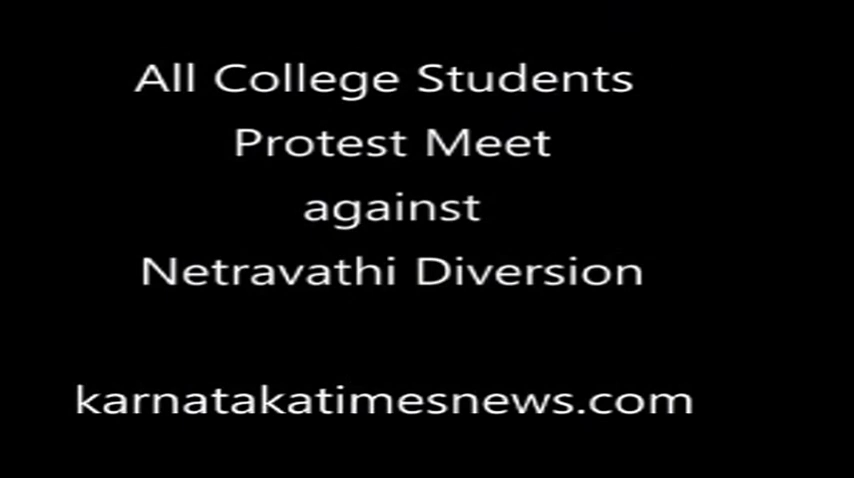 All College Students
Protest Meet
against
Netravathi Diversion
karnatakatimesnews.com